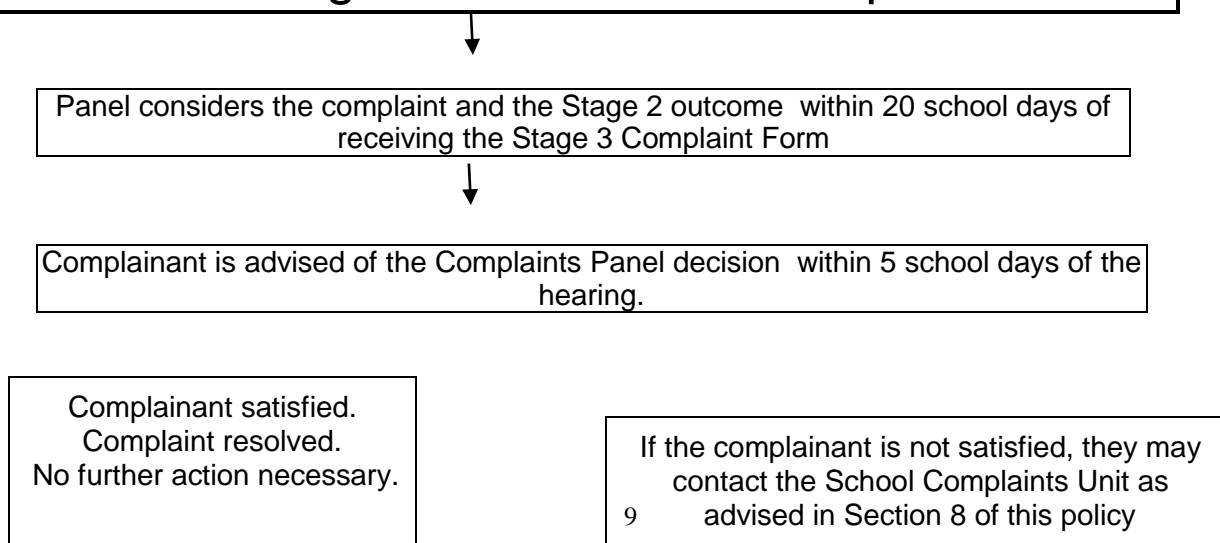 Panel considers the complaint and the Stage 2 outcome within 20 school days of
receiving the Stage 3 Complaint Form
Complainant is advised of the Complaints Panel decision within 5 school days of the
hearing.
Complainant satisfied.
Complaint resolved.
No further action necessary.
If the complainant is not satisfied, they may
contact the School Complaints Unit as
advised in Section 8 of this policy
9